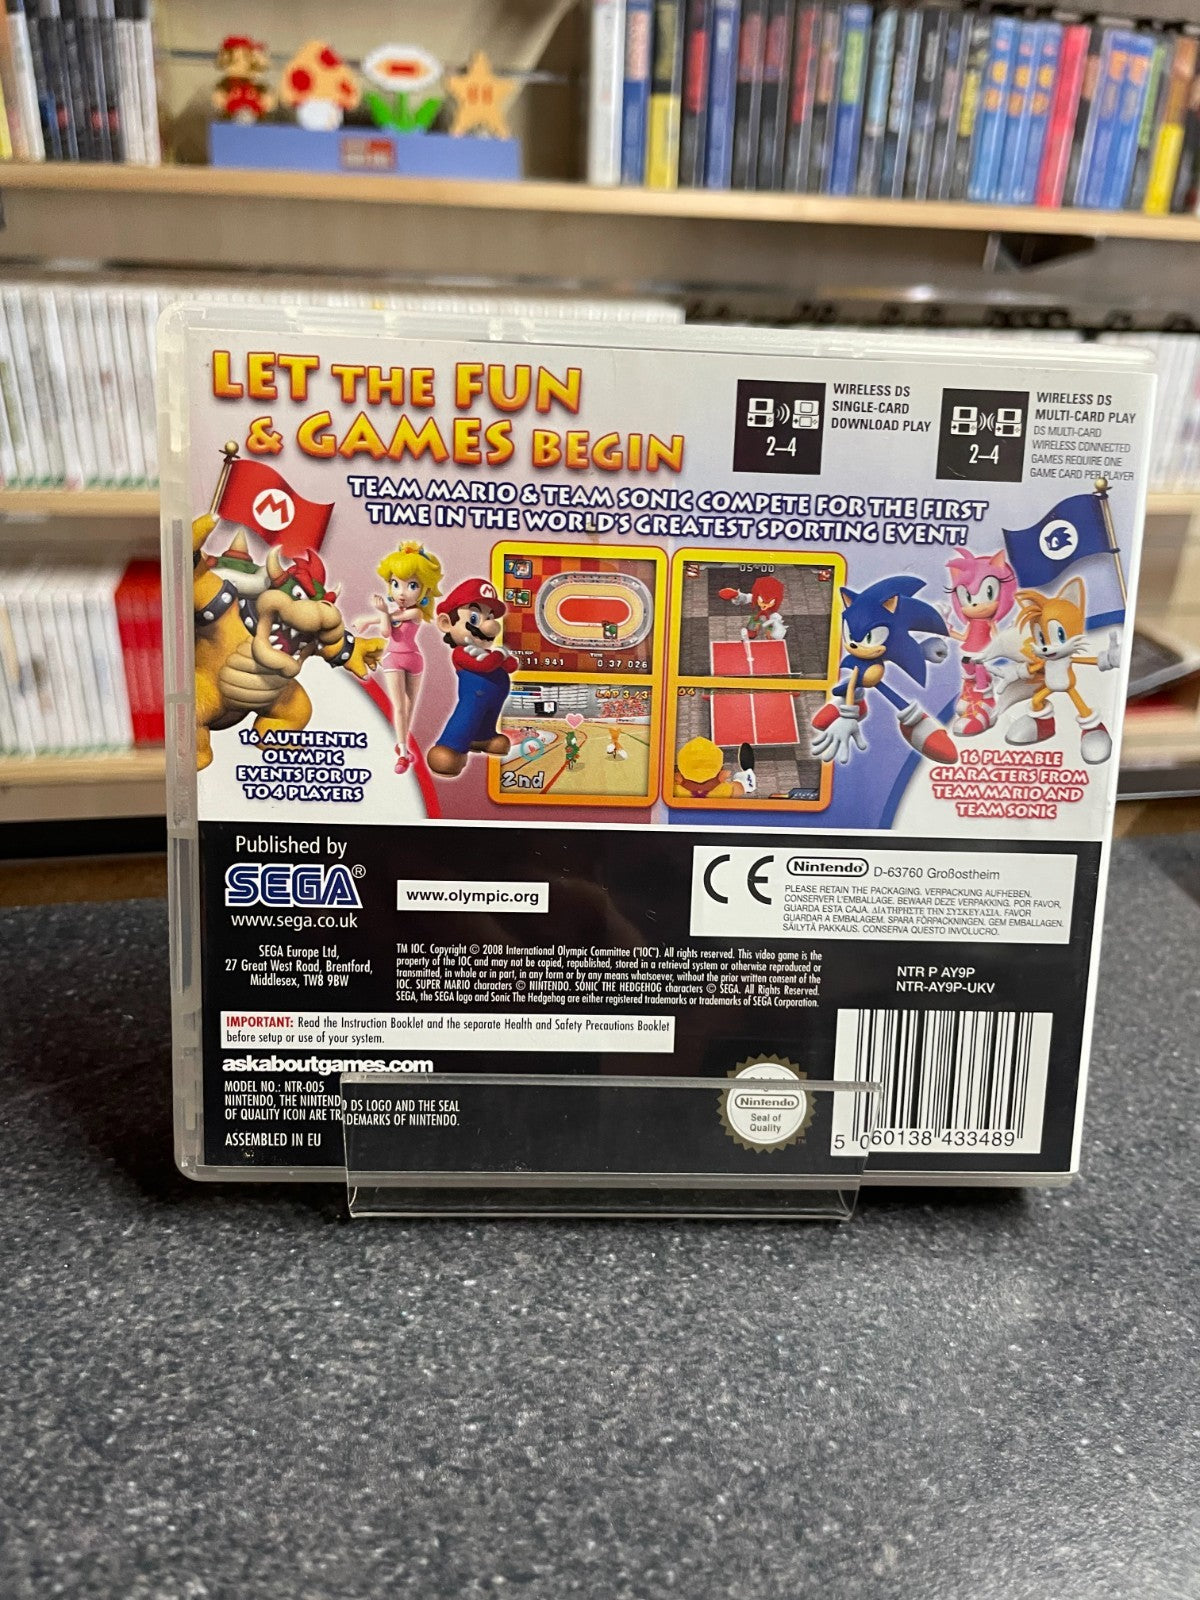 LET THE FUN
& GAMES BEGIN
2–4
WIRELESS DS
SINGLE-CARD
DOWNLOAD PLAY
2–4
WIRELESS DS
MULTI-CARD PLAY
DS MULTI-CARD
WIRELESS CONNECTED
GAMES REQUIRE ONE
GAME CARD PER PLAYER
TEAM MARIO & TEAM SONIC COMPETE FOR THE FIRST
TIME IN THE WORLD'S GREATEST SPORTING EVENT!
M
05"00
0'37 026
LAP 3/3
2nd
16 AUTHENTIC
OLYMPIC
EVENTS FOR UP
TO 4 PLAYERS
16 PLAYABLE
CHARACTERS FROM
TEAM MARIO AND
TEAM SONIC
Published by
SEGA®
www.sega.co.uk
www.olympic.org
CE
Nintendo D-63760 Großostheim
PLEASE RETAIN THE PACKAGING. VERPACKUNG AUFHEBEN.
CONSERVER L'EMBALLAGE. BEWAAR DEZE VERPAKKING. POR FAVOR,
GUARDA ESTA CAJA. ΔΙΑΤΗΡΗΣΤΕ ΤΗΝ ΣΥΣΚΕΥΑΣΙΑ. FAVOR
GUARDAR A EMBALAGEM. SPARA FÖRPACKNINGEN. GEM EMBALLAGEN.
SÄILYTÄ PAKKAUS. CONSERVA QUESTO INVOLUCRO.
SEGA Europe Ltd,
27 Great West Road, Brentford,
Middlesex, TW8 9BW
TM IOC. Copyright © 2008 International Olympic Committee ("IOC"). All rights reserved. This video game is the
property of the IOC and may not be copied, republished, stored in a retrieval system or otherwise reproduced or
transmitted, in whole or in part, in any form or by any means whatsoever, without the prior written consent of the
IOC. SUPER MARIO characters © NINTENDO. SONIC THE HEDGEHOG characters © SEGA. All Rights Reserved.
SEGA, the SEGA logo and Sonic The Hedgehog are either registered trademarks or trademarks of SEGA Corporation.
NTR P AY9P
NTR-AY9P-UKV
IMPORTANT: Read the Instruction Booklet and the separate Health and Safety Precautions Booklet
before setup or use of your system.
askaboutgames.com
MODEL NO.: NTR-005
NINTENDO, THE NINTENDO DS LOGO AND THE SEAL
OF QUALITY ICON ARE TRADEMARKS OF NINTENDO.
ASSEMBLED IN EU
Nintendo
Seal of
Quality
TM
5 060138 433489